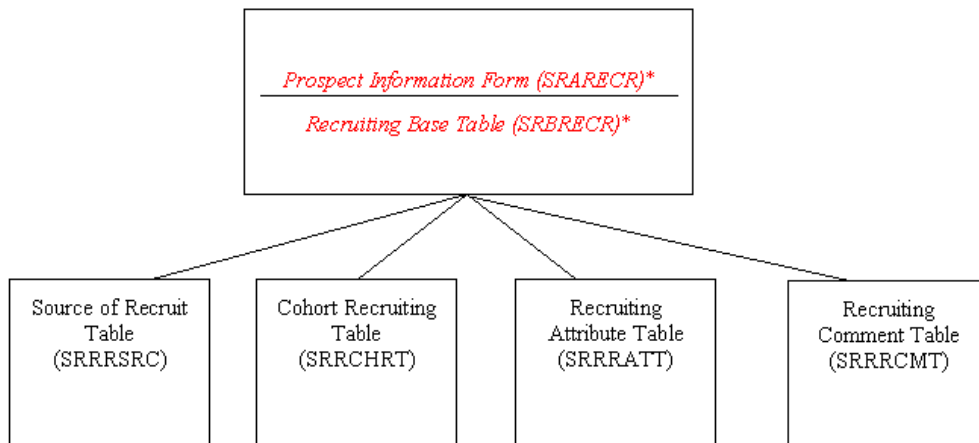 Prospect Information Form (SRARECR)*
Recruiting Base Table (SRBRECR)*
Source of Recruit
Table
(SRRRSRC)
Cohort Recruiting
Table
(SRRCHRT)
Recruiting
Attribute Table
(SRRRATT)
Recruiting
Comment Table
(SRRRCMT)